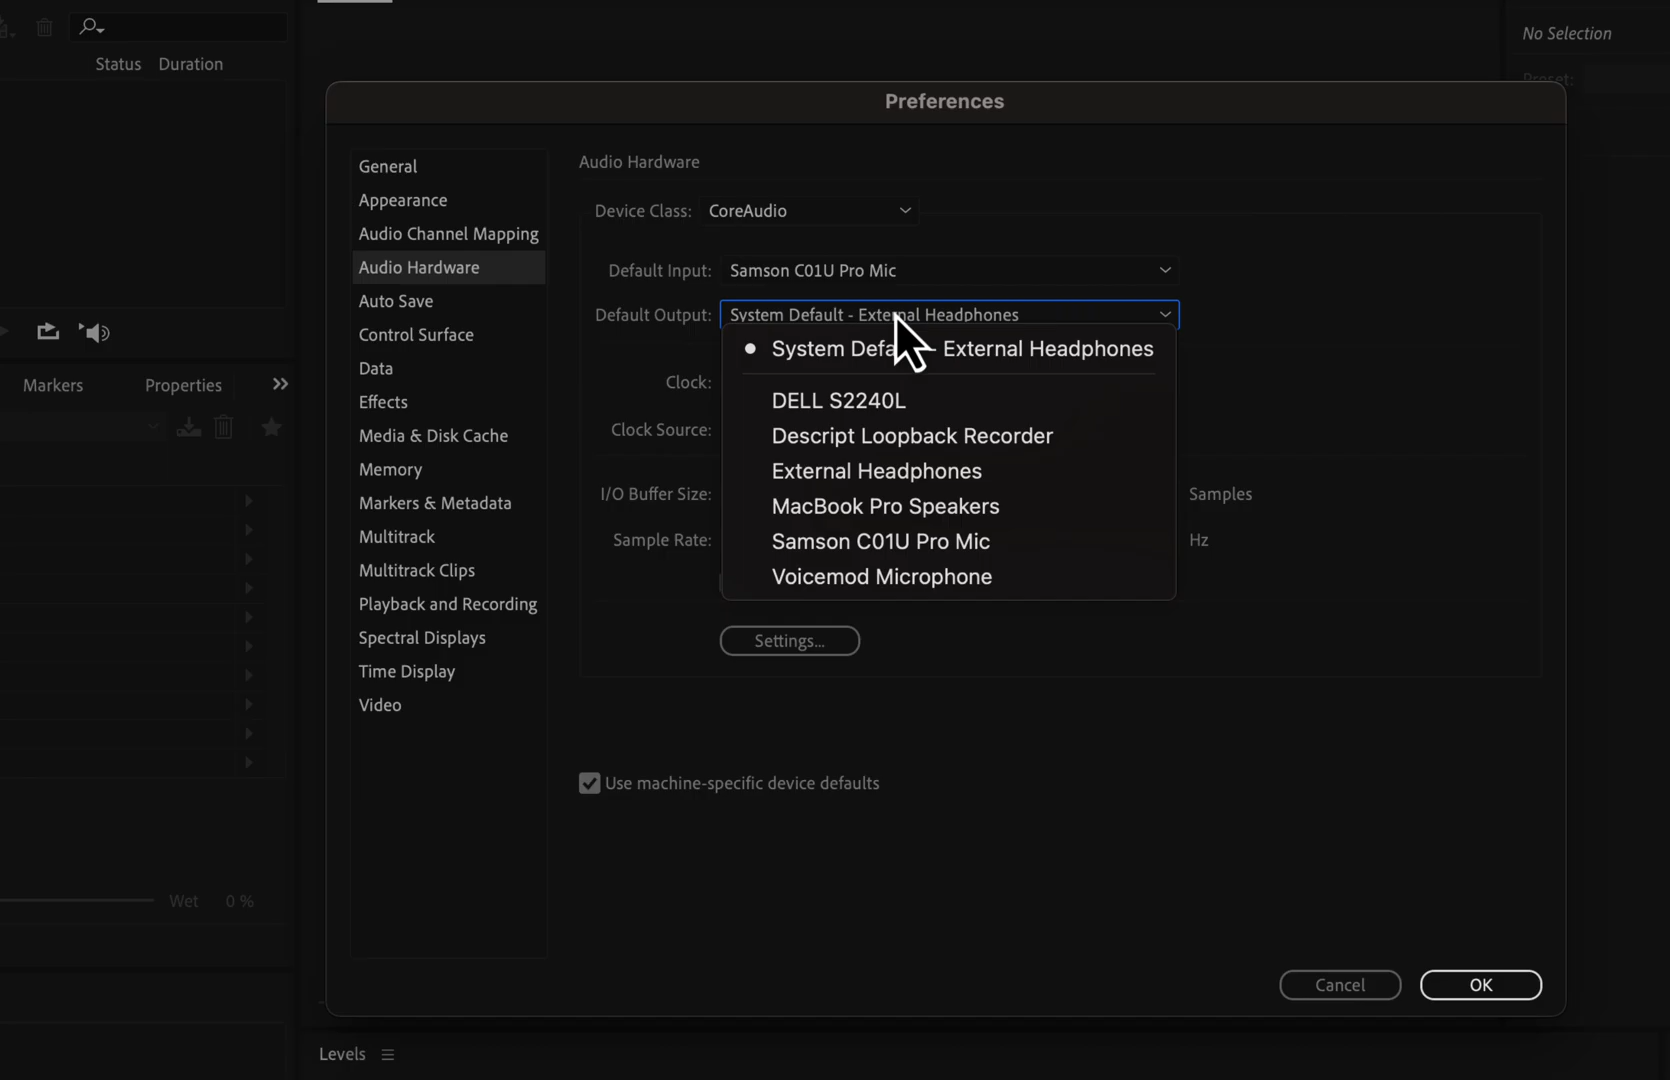 No Selection
Status Duration
Preset:
Preferences
General
Appearance
Audio Channel Mapping
Audio Hardware
Auto Save
Control Surface
Data
Effects
Media & Disk Cache
Memory
Markers & Metadata
Multitrack
Multitrack Clips
Playback and Recording
Spectral Displays
Time Display
Video
Audio Hardware
Device Class: CoreAudio
Default Input: Samson C01U Pro Mic
Default Output: System Default - External Headphones
System Defa - External Headphones
DELL S2240L
Descript Loopback Recorder
External Headphones
MacBook Pro Speakers
Samson C01U Pro Mic
Voicemod Microphone
Clock:
Clock Source:
I/O Buffer Size: Samples
Sample Rate: Hz
Settings...
Use machine-specific device defaults
Cancel OK
Markers Properties
Wet 0 %
Levels